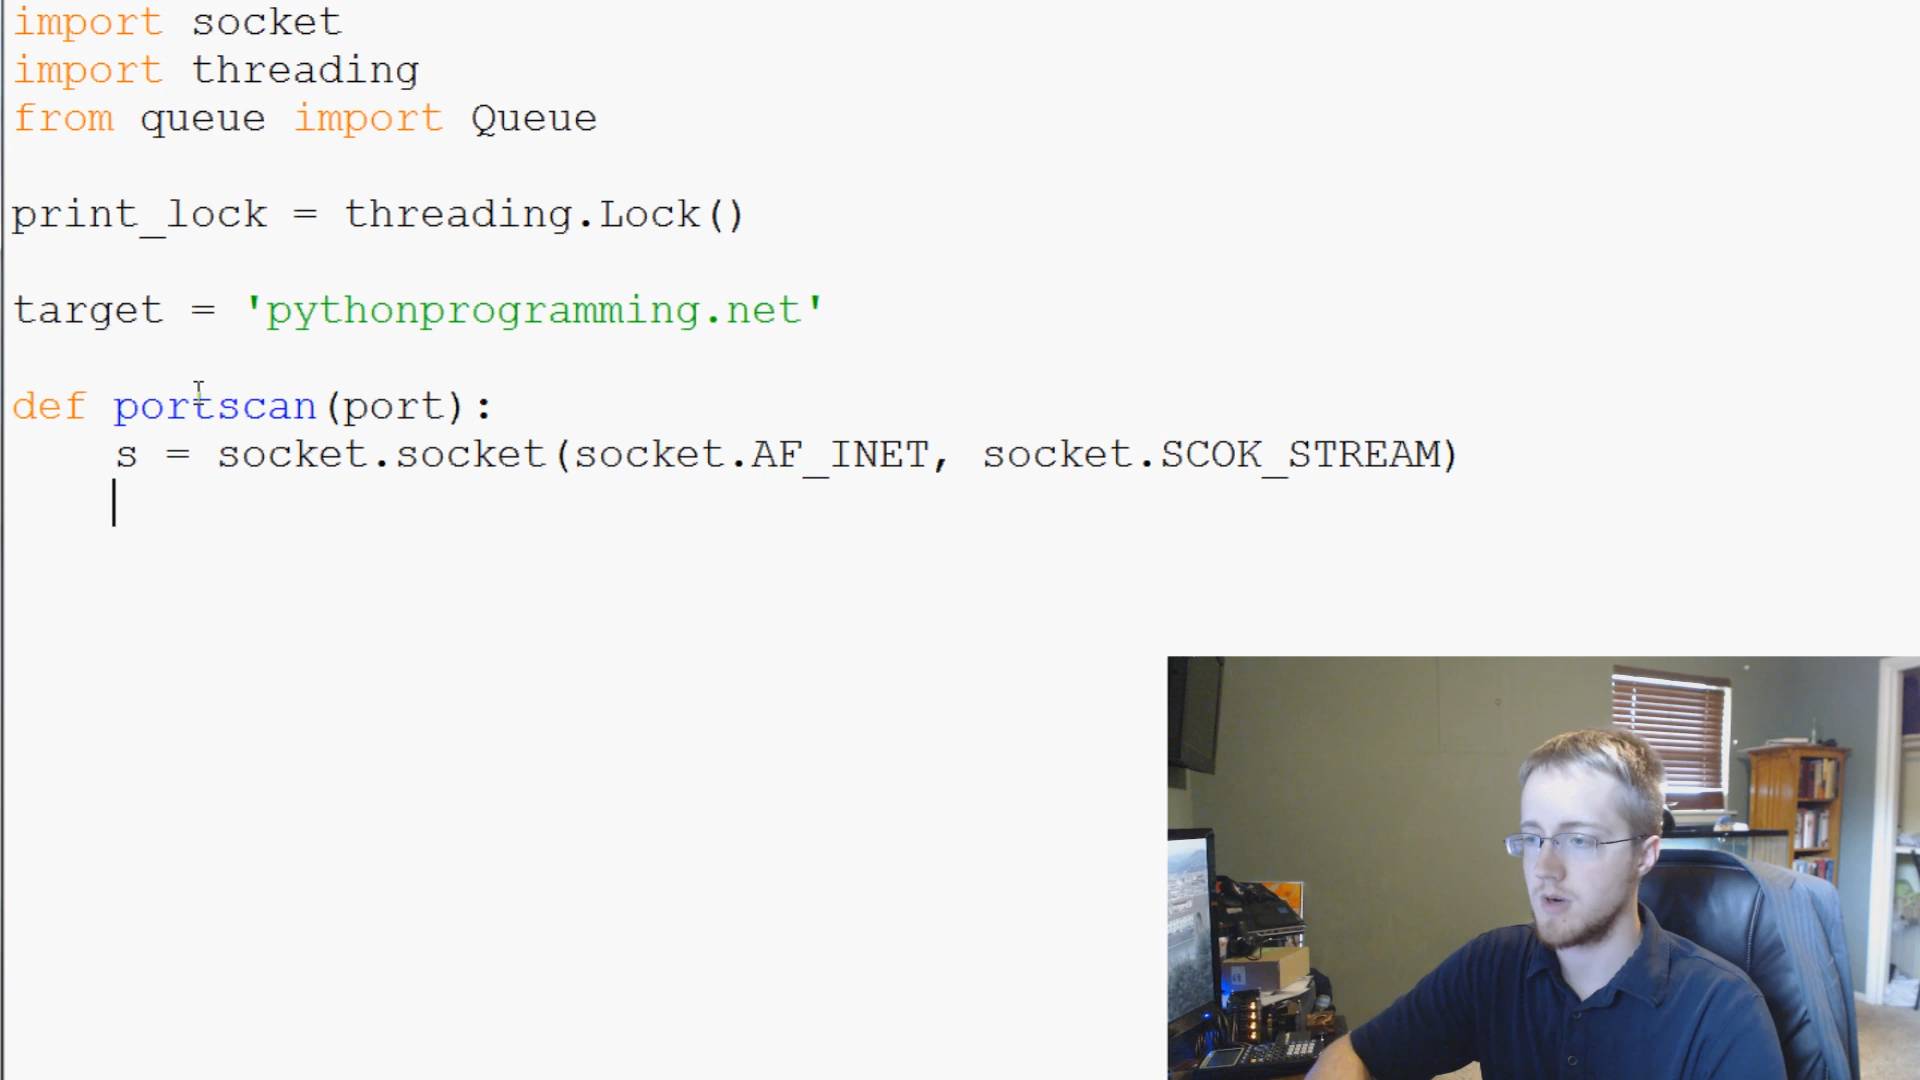 import socket
import threading
from queue import Queue
print_lock = threading.Lock()
target = 'pythonprogramming.net'
def portscan(port):
s = socket.socket(socket.AF_INET, socket.SCOK_STREAM)